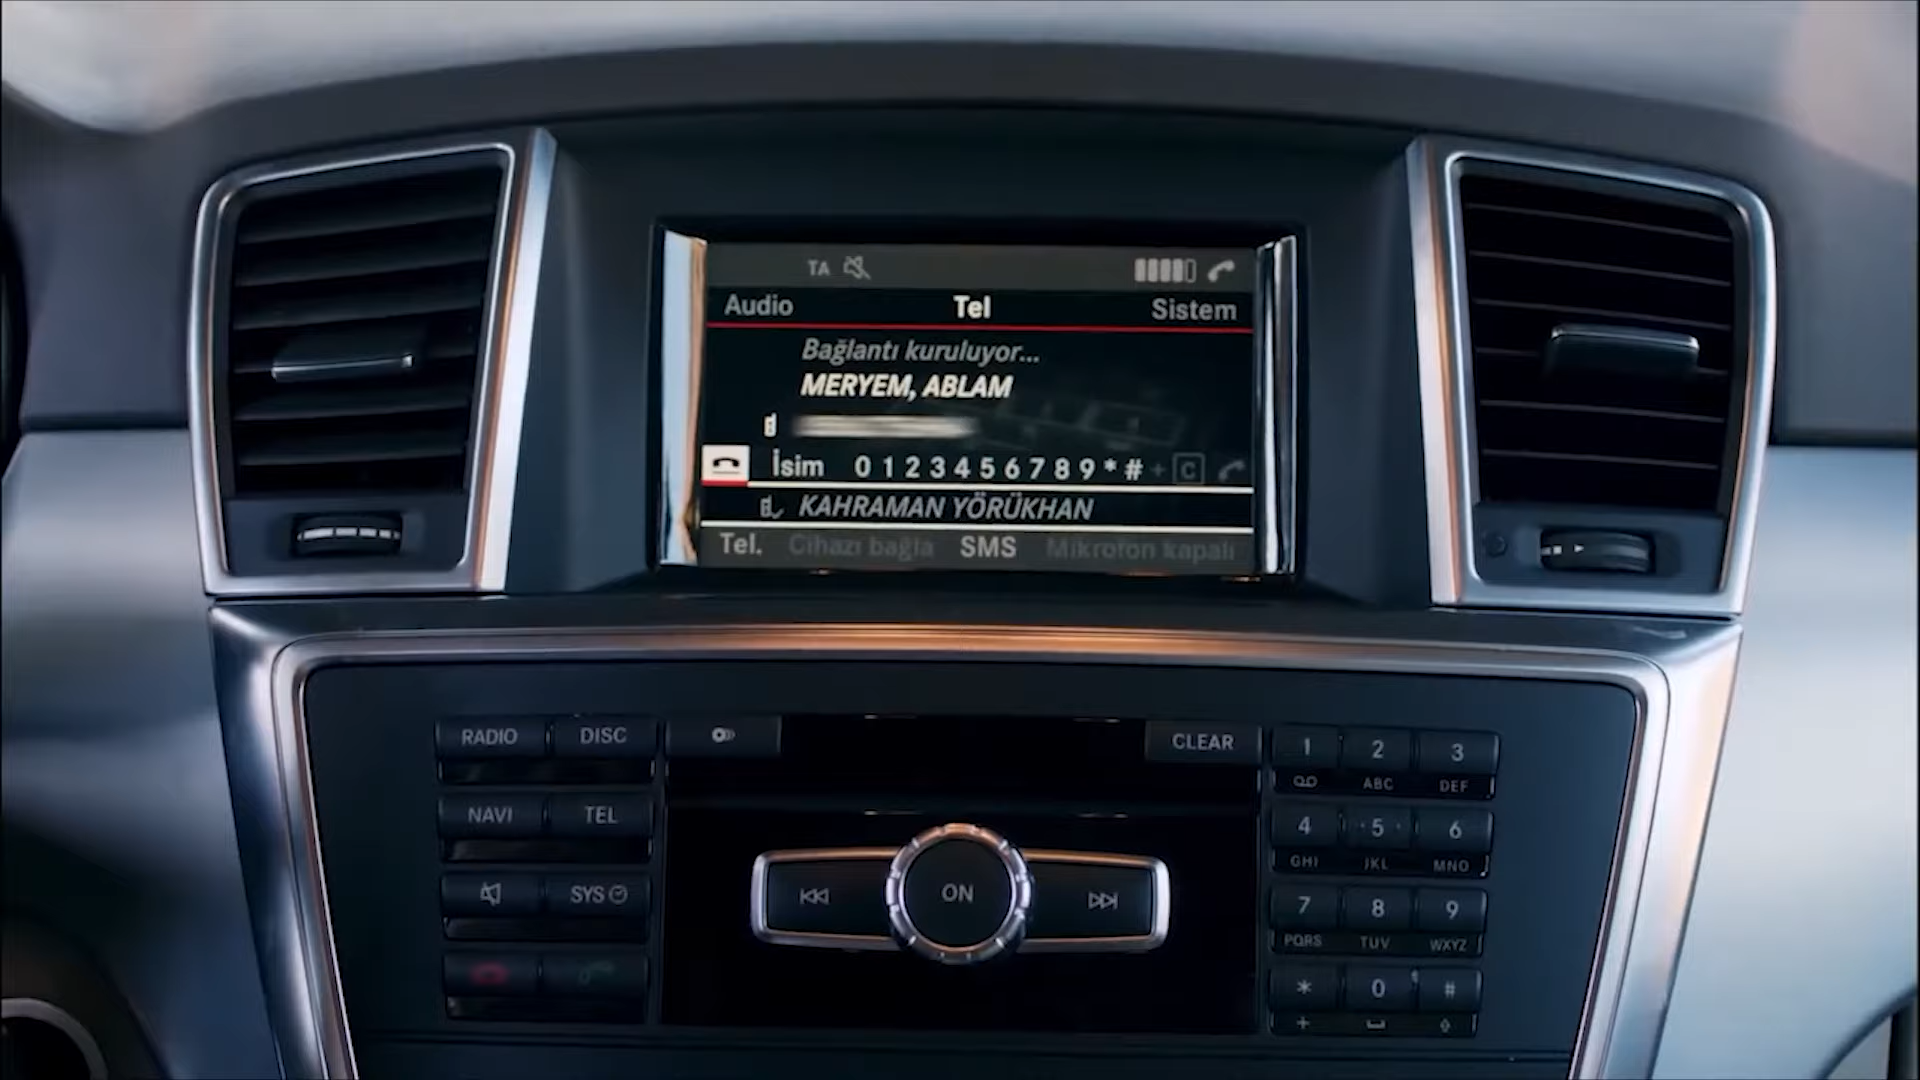 TA
Audio Tel Sistem
Bağlantı kuruluyor...
MERYEM, ABLAM
İsim 0 1 2 3 4 5 6 7 8 9 * # + C
KAHRAMAN YÖRÜKHAN
Tel. Cihazı bağla SMS Mikrofon kapalı
RADIO DISC CLEAR 1 2 3
ABC DEF
NAVI TEL 4 5 6
GHI JKL MNO
SYS ON 7 8 9
PQRS TUV WXYZ
* 0 #
+